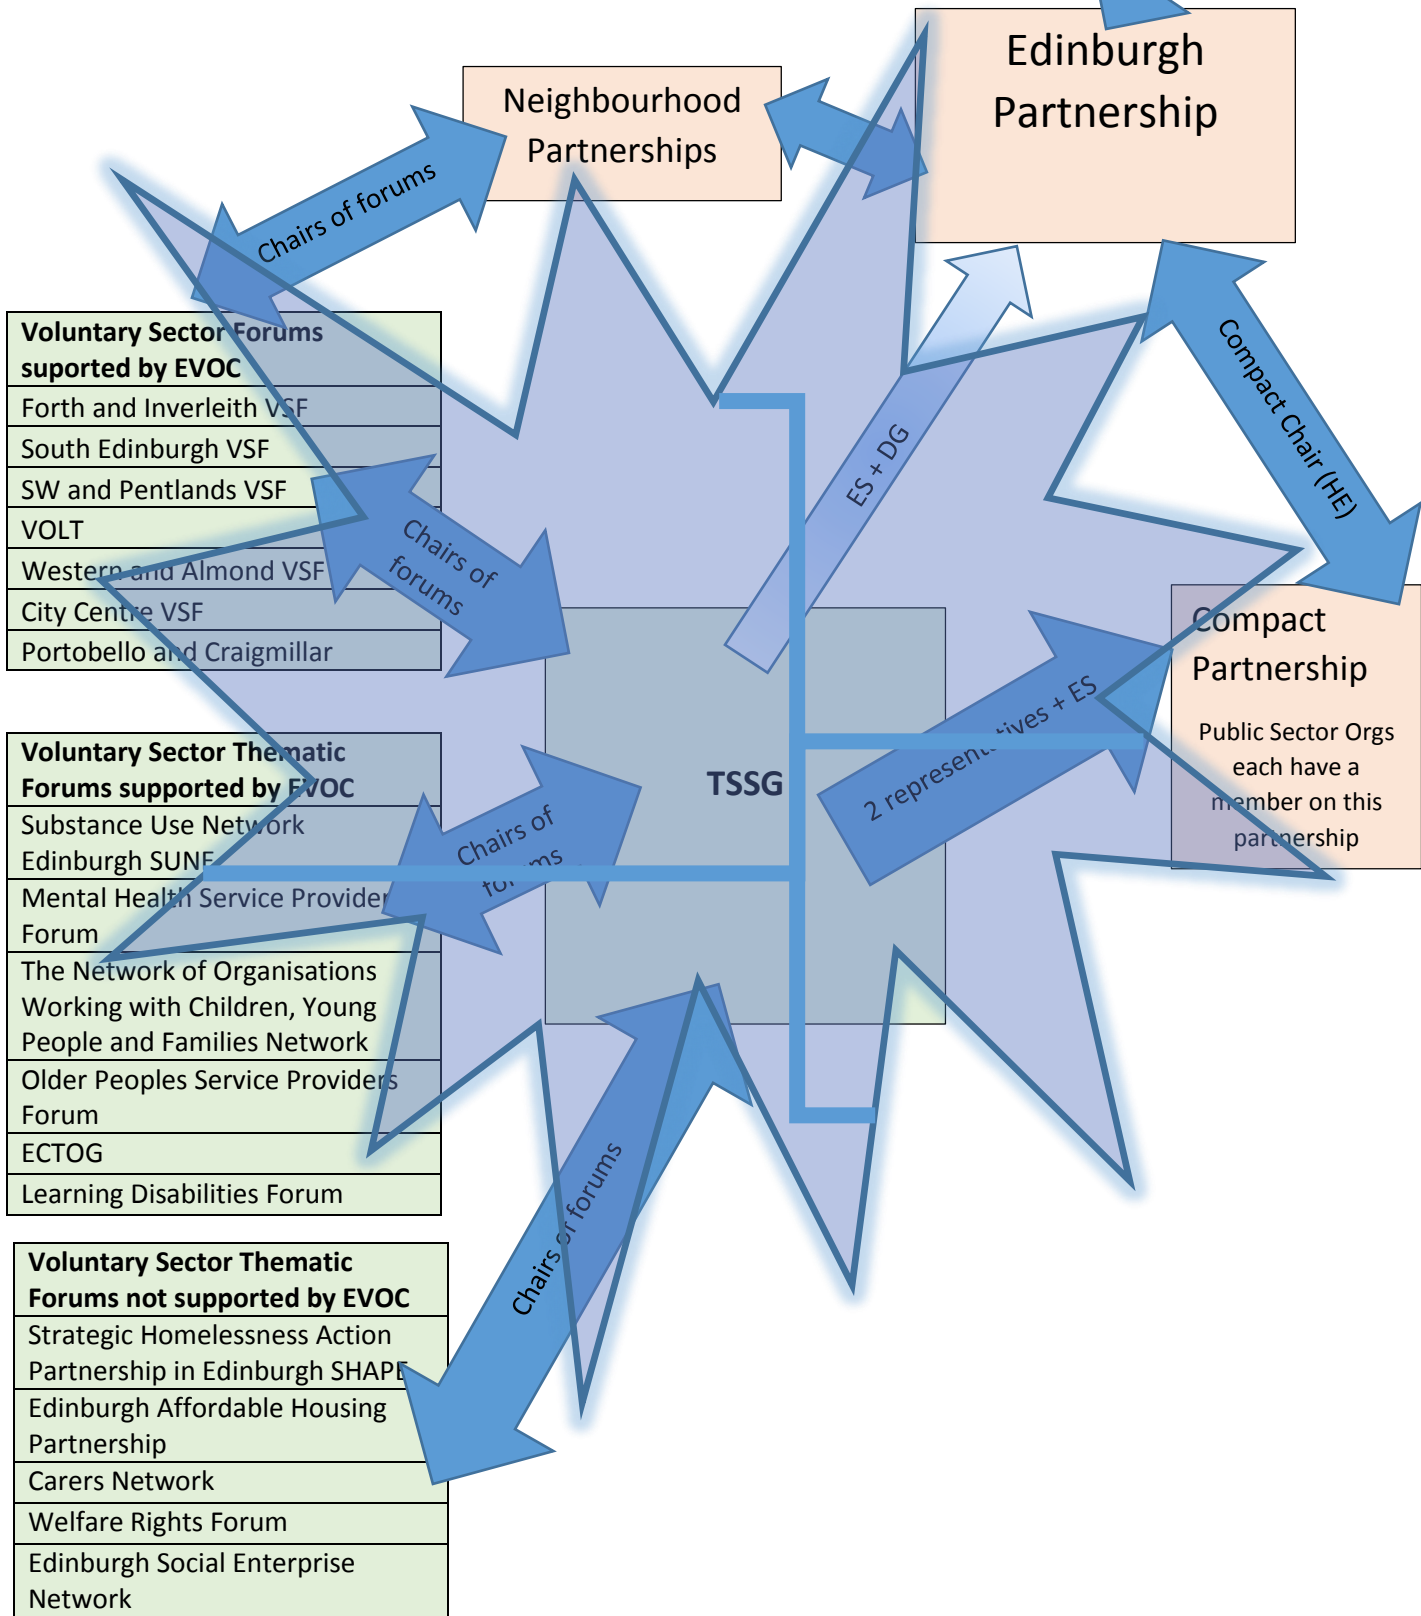 Edinburgh
Partnership
Neighbourhood
Partnerships
Chairs of forums
Voluntary Sector Forums
suported by EVOC
Forth and Inverleith VSF
South Edinburgh VSF
SW and Pentlands VSF
VOLT
Western and Almond VSF
City Centre VSF
Portobello and Craigmillar
Chairs of
forums
ES + DG
Compact Chair (HE)
Compact
Partnership
Public Sector Orgs
each have a
member on this
partnership
2 representatives + ES
TSSG
Voluntary Sector Thematic
Forums supported by EVOC
Substance Use Network
Edinburgh SUNE
Mental Health Service Provider
Forum
The Network of Organisations
Working with Children, Young
People and Families Network
Older Peoples Service Providers
Forum
ECTOG
Learning Disabilities Forum
Chairs of
forums
Chairs of forums
Voluntary Sector Thematic
Forums not supported by EVOC
Strategic Homelessness Action
Partnership in Edinburgh SHAPE
Edinburgh Affordable Housing
Partnership
Carers Network
Welfare Rights Forum
Edinburgh Social Enterprise
Network